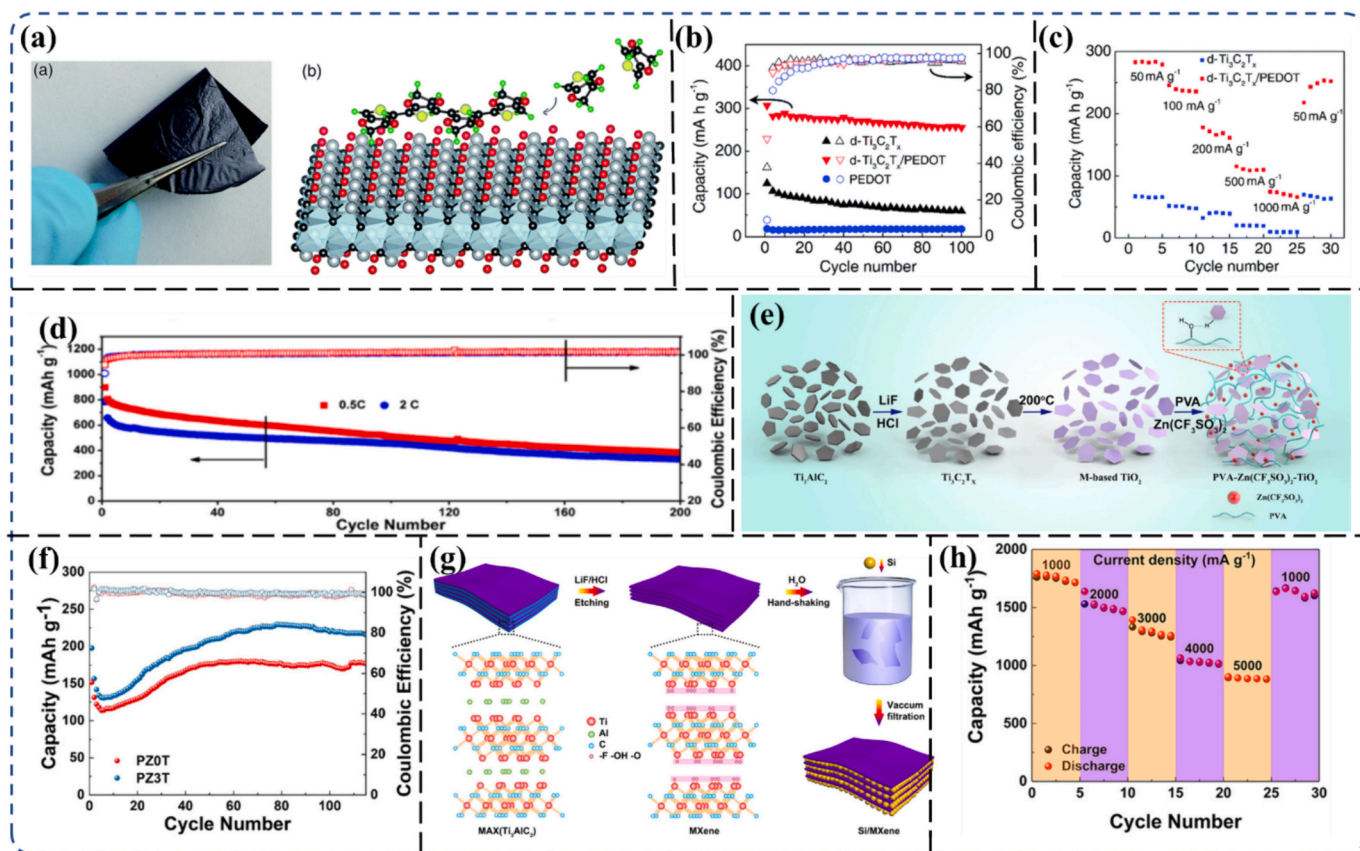 (a)
(a)
(b)
(b)
Capacity (mA h g⁻¹)
400
300
200
100
0
100
80
60
40
20
0
Coulombic efficiency (%)
d-Ti₃C₂Tₓ
d-Ti₃C₂Tₓ/PEDOT
PEDOT
0 20 40 60 80 100
Cycle number
(c)
Capacity (mA h g⁻¹)
300
200
100
0
d-Ti₃C₂Tₓ
d-Ti₃C₂Tₓ/PEDOT
50 mA g⁻¹
100 mA g⁻¹
200 mA g⁻¹
500 mA g⁻¹
1000 mA g⁻¹
50 mA g⁻¹
0 5 10 15 20 25 30
Cycle number
(d)
Capacity (mAh g⁻¹)
1200
1000
800
600
400
200
0
100
80
60
40
20
0
Coulombic Efficiency (%)
0.5C 2 C
0 40 80 120 160 200
Cycle Number
(e)
LiF
HCl
200°C
PVA
Zn(CF₃SO₃)₂
H
O
H
Ti₃C₂Tₓ
M-based TiO₂
PVA-Zn(CF₃SO₃)₂-TiO₂
Zn(CF₃SO₃)₂
PVA
(f)
Capacity (mAh g⁻¹)
300
250
200
150
100
50
0
100
80
60
40
20
0
Coulombic Efficiency (%)
PZ0T
PZ3T
0 20 40 60 80 100
Cycle Number
(g)
LiF/HCl
Etching
H₂O
Hand-shaking
Si
Vaccum
filtration
Ti
Al
C
-F -OH -O
MAX(Ti₃AlC₂)
MXene
Si/MXene
(h)
Capacity (mAh g⁻¹)
2000
1500
1000
500
0
Current density (mA g⁻¹)
1000
2000
3000
4000
5000
1000
Charge
Discharge
0 5 10 15 20 25 30
Cycle Number